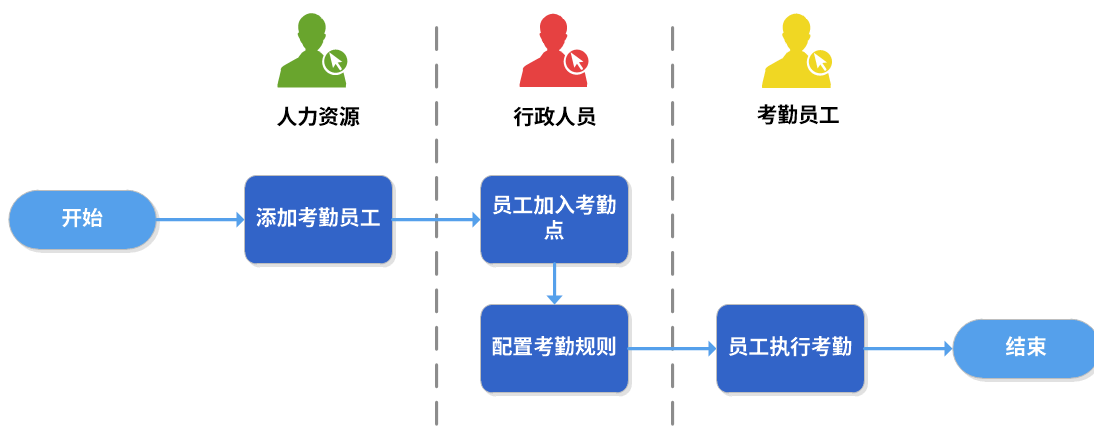 人力资源
行政人员
考勤员工
开始
添加考勤员工
员工加入考勤
点
配置考勤规则
员工执行考勤
结束